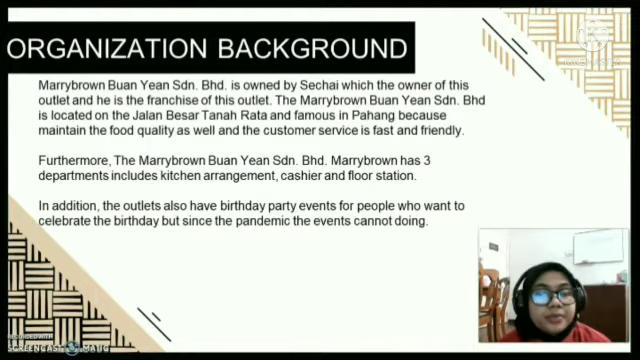 ORGANIZATION BACKGROUND
Marrybrown Buan Yean Sdn. Bhd. is owned by Sechai which the owner of this
outlet and he is the franchise of this outlet. The Marrybrown Buan Yean Sdn. Bhd
is located on the Jalan Besar Tanah Rata and famous in Pahang because
maintain the food quality as well and the customer service is fast and friendly.
Furthermore, The Marrybrown Buan Yean Sdn. Bhd. Marrybrown has 3
departments includes kitchen arrangement, cashier and floor station.
In addition, the outlets also have birthday party events for people who want to
celebrate the birthday but since the pandemic the events cannot doing.
RECORDED WITH
SCREENCAST MATIC